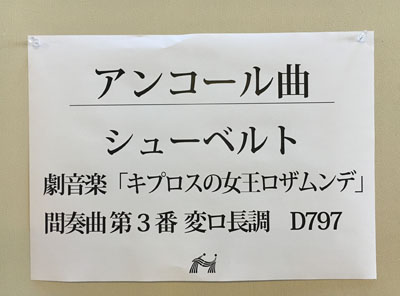 アンコール曲
シューベルト
劇音楽「キプロスの女王ロザムンデ」
間奏曲第３番 変ロ長調　D797